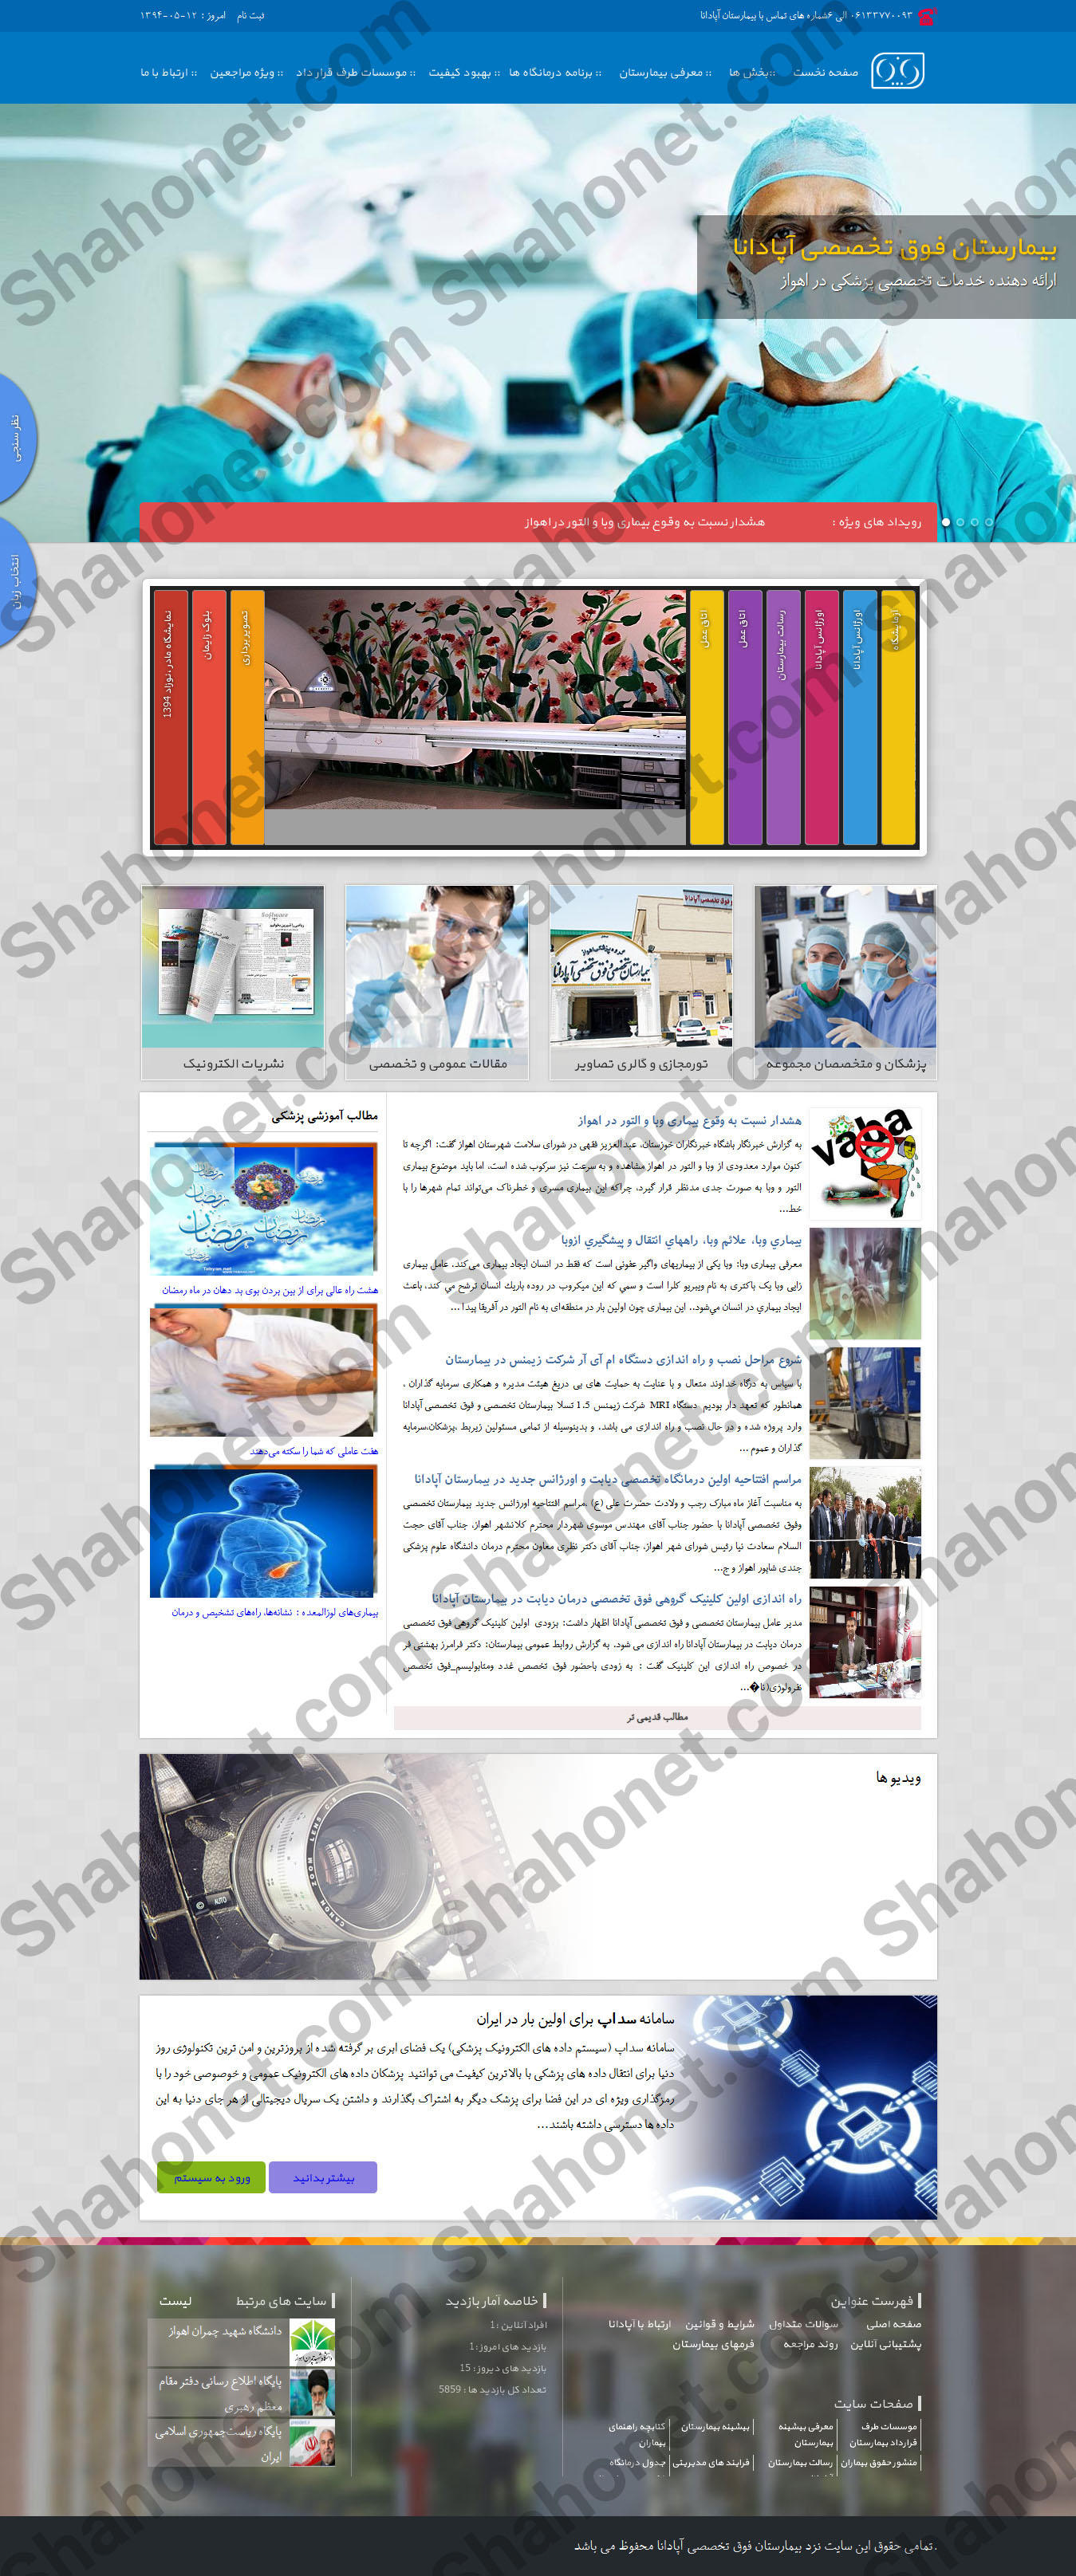 ۰۶۱۳۳۷۷۰۰۹۳ الی ۶شماره های تماس با بیمارستان آپادانا
ثبت نام امروز : ۱۲-۰۵-۱۳۹۴
صفحه نخست :: بخش ها :: معرفی بیمارستان :: برنامه درمانگاه ها :: بهبود کیفیت :: موسسات طرف قرار داد :: ویژه مراجعین :: ارتباط با ما
بیمارستان فوق تخصصی آپادانا
ارائه دهنده خدمات تخصصی پزشکی در اهواز
نظر سنجی
انتخاب زبان
رویداد های ویژه : هشدار نسبت به وقوع بیماری وبا و التور در اهواز
آزمایشگاه
اورژانس آپادانا
اورژانس آپادانا
رسالت بیمارستان
اتاق عمل
اتاق عمل
تصویر برداری
بلوک زایمان
نمایشگاه مادر ، نوزاد 1394
پزشکان و متخصصان مجموعه
تورمجازی و گالری تصاویر
مقالات عمومی و تخصصی
نشریات الکترونیک
هشدار نسبت به وقوع بیماری وبا و التور در اهواز
به گزارش خبرنگار باشگاه خبرنگاران خوزستان، عبدالعزیز فقهی در شورای سلامت شهرستان اهواز گفت: اگرچه تا
کنون موارد معدودی از وبا و التور در اهواز مشاهده و به سرعت نیز سرکوب شده است، اما باید موضوع بیماری
التور و وبا به صورت جدی مدنظر قرار گیرد، چراکه این بیماری مسری و خطرناک می‌تواند تمام شهرها را با
خط...
بیماري وبا، علائم وبا، راههاي انتقال و پیشگیري ازوبا
معرفی بیماری وبا: وبا یکی از بیماریهای واگیر عفونی است که فقط در انسان ایجاد بیماری می‌کند. عامل بیماری
زایی وبا یک باکتری به نام ویبریو کلرا است و سمی که این میکروب در روده باریك انسان ترشح مي کند، باعث
ایجاد بیماري در انسان مي‌شود.. این بیماری چون اولین بار در منطقه‌ای به نام التور در آفریقا پیدا ...
شروع مراحل نصب و راه اندازی دستگاه ام آی آر شرکت زیمنس در بیمارستان
با سپاس به درگاه خداوند متعال و با عنایت به حمایت های بی دریغ هیئت مدیره و همکاری سرمایه گذاران ،
همانطور که تعهد دار بودیم دستگاه MRI شرکت زیمنس 1.5 تسلا بیمارستان تخصصی و فوق تخصصی آپادانا
وارد پروژه شده و در حال نصب و راه اندازی می باشد. و بدینوسیله از تمامی مسئولین زیربط ،پزشکان،سرمایه
گذاران و عموم ...
مراسم افتتاحیه اولین درمانگاه تخصصی دیابت و اورژانس جدید در بیمارستان آپادانا
به مناسبت آغاز ماه مبارک رجب و ولادت حضرت علی (ع) ،مراسم افتتاحیه اورژانس جدید بیمارستان تخصصی
وفوق تخصصی آپادانا با حضور جناب آقای مهندس موسوی شهردار محترم کلانشهر اهواز، جناب آقای حجت
السلام سعادت نیا رئیس شورای شهر اهواز، جناب آقای دکتر نظری معاون محترم درمان دانشگاه علوم پزشکی
جندی شاپور اهواز و ج...
راه اندازی اولین کلینیک گروهی فوق تخصصی درمان دیابت در بیمارستان آپادانا
مدیر عامل بیمارستان تخصصی و فوق تخصصی آپادانا اظهار داشت: بزودی اولین کلینیک گروهی فوق تخصصی
درمان دیابت در بیمارستان آپادانا راه اندازی می شود. به گزارش روابط عمومی بیمارستان: دکتر فرامرز بهشتی فر
در خصوص راه اندازی این کلینیک گفت : به زودی باحضور فوق تخصص غدد ومتابولیسم_فوق تخصص
نفرولوژی(نا�...
مطالب قدیمی تر
مطالب آموزشی پزشکی
هشت راه عالی برای از بین بردن بوی بد دهان در ماه رمضان
هفت عاملی که شما را سکته می‌دهند
بیماری‌های لوزالمعده : نشانه‌ها، راه‌های تشخیص و درمان
ویدیو ها
سامانه سداپ برای اولین بار در ایران
سامانه سداپ (سیستم داده های الکترونیک پزشکی) یک فضای ابری بر گرفته شده از بروزترین و امن ترین تکنولوژی روز
دنیا برای انتقال داده های پزشکی با بالاترین کیفیت می توانند پزشکان داده های الکترونیک عمومی و خصوصی خود را با
رمزگذاری ویژه ای در این فضا برای پزشک دیگر به اشتراک بگذارند و داشتن یک سریال دیجیتالی از هر جای دنیا به این
داده ها دسترسی داشته باشند...
بیشتر بدانید
ورود به سیستم
فهرست عناوین
صفحه اصلی سوالات متداول شرایط و قوانین ارتباط با آپادانا
پشتیبانی آنلاین روند مراجعه فرمهای بیمارستان
صفحات سایت
موسسات طرف قرارداد بیمارستان
معرفی بیشینه بیمارستان
بیشینه بیمارستان
کتابچه راهنمای بیماران
منشور حقوق بیماران
رسالت بیمارستان
فرایند های مدیریتی
جدول درمانگاه
خلاصه آمار بازدید
افراد آنلاین : 1
بازدید های امروز : 1
بازدید های دیروز : 15
تعداد کل بازدید ها : 5859
سایت های مرتبط
لیست
دانشگاه شهید چمران اهواز
پایگاه اطلاع رسانی دفتر مقام
معظم رهبری
پایگاه ریاست‌جمهوری اسلامی
ایران
.تمامی حقوق این سایت نزد بیمارستان فوق تخصصی آپادانا محفوظ می باشد
Shahonet.com